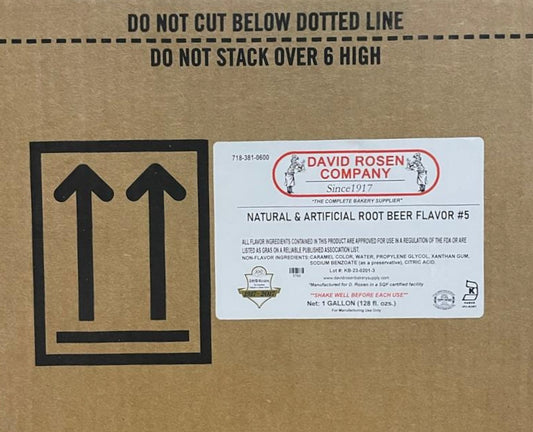 DO NOT CUT BELOW DOTTED LINE
DO NOT STACK OVER 6 HIGH
718-381-0600
DAVID ROSEN
COMPANY
Since1917
"THE COMPLETE BAKERY SUPPLIER"
NATURAL & ARTIFICIAL ROOT BEER FLAVOR #5
ALL FLAVOR INGREDIENTS CONTAINED IN THIS PRODUCT ARE APPROVED FOR USE IN A REGULATION OF THE FDA OR ARE
LISTED AS GRAS ON A RELIABLE PUBLISHED ASSOCIATION LIST.
NON-FLAVOR INGREDIENTS:CARAMEL COLOR, WATER, PROPYLENE GLYCOL, XANTHAN GUM,
SODIUM BENZOATE (as a preservative), CITRIC ACID.
Lot #: KB-23-0201-3
www.davidrosenbakerysupply.com
*Manufactured for D. Rosen in a SQF certified facility
**SHAKE WELL BEFORE EACH USE**
Net: 1 GALLON (128 fl. ozs.)
For Manufacturing Use Only